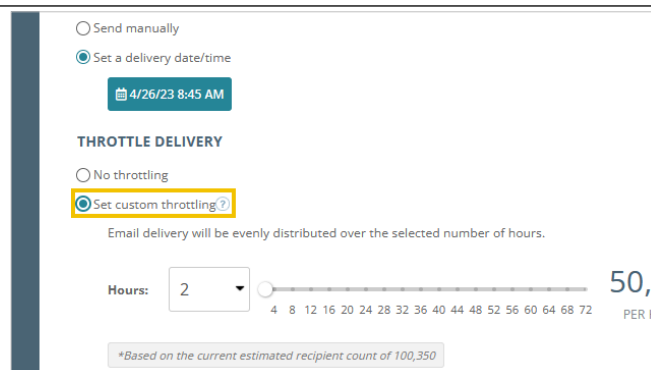 Send manually
Set a delivery date/time
4/26/23 8:45 AM
THROTTLE DELIVERY
No throttling
Set custom throttling ?
Email delivery will be evenly distributed over the selected number of hours.
Hours: 2 50,
4 8 12 16 20 24 28 32 36 40 44 48 52 56 60 64 68 72 PER
*Based on the current estimated recipient count of 100,350